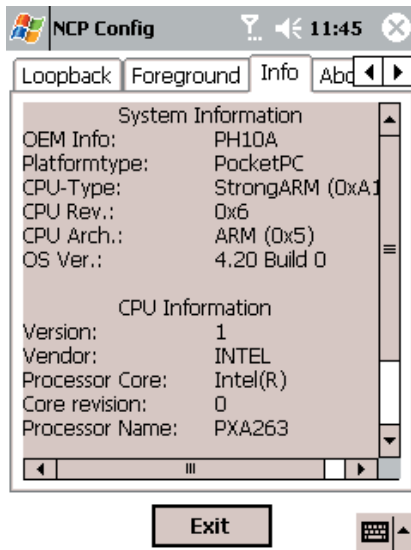 NCP Config 11:45
Loopback Foreground Info Abo
System Information
OEM Info: PH10A
Platformtype: PocketPC
CPU-Type: StrongARM (0xA1
CPU Rev.: 0x6
CPU Arch.: ARM (0x5)
OS Ver.: 4.20 Build 0
CPU Information
Version: 1
Vendor: INTEL
Processor Core: Intel(R)
Core revision: 0
Processor Name: PXA263
Exit